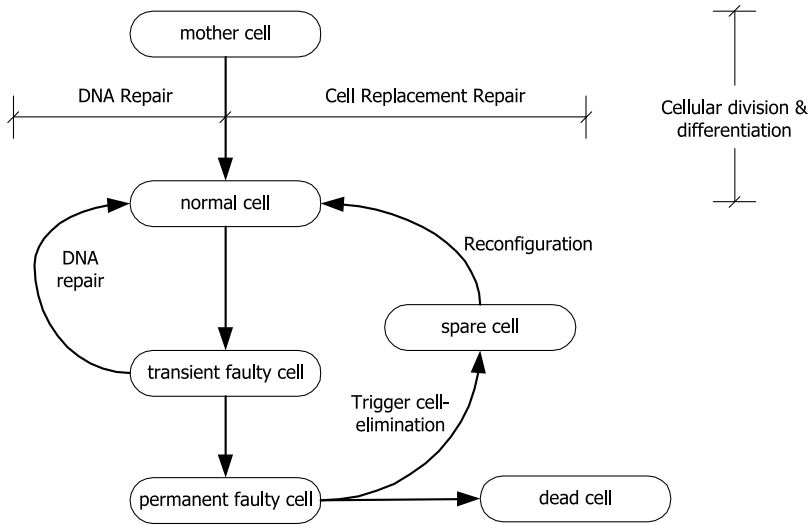 mother cell
DNA Repair
Cell Replacement Repair
Cellular division &
differentiation
normal cell
DNA
repair
Reconfiguration
spare cell
transient faulty cell
Trigger cell-
elimination
permanent faulty cell
dead cell